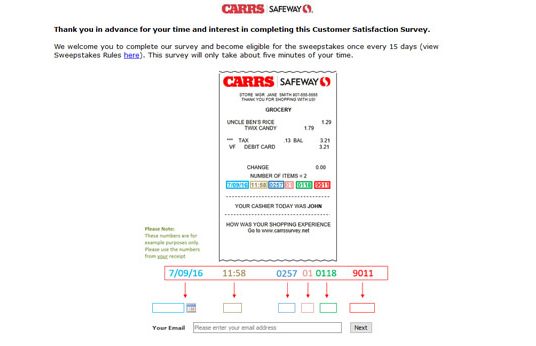 CARRS SAFEWAY
Thank you in advance for your time and interest in completing this Customer Satisfaction Survey.
We welcome you to complete our survey and become eligible for the sweepstakes once every 15 days (view
Sweepstakes Rules here). This survey will only take about five minutes of your time.
CARRS SAFEWAY
STORE MGR JANE SMITH 907-555-5555
THANK YOU FOR SHOPPING WITH US!
GROCERY
UNCLE BEN'S RICE 1.29
TWIX CANDY 1.79
*** TAX .13 BAL 3.21
VF DEBIT CARD 3.21
CHANGE 0.00
NUMBER OF ITEMS = 2
7/09/16 11:58 0257 01 0118 9011
YOUR CASHIER TODAY WAS JOHN
HOW WAS YOUR SHOPPING EXPERIENCE
Go to www.carrssurvey.net
Please Note:
These numbers are for
example purposes only.
Please use the numbers
from your receipt
7/09/16 11:58 0257 01 0118 9011
Your Email Please enter your email address Next